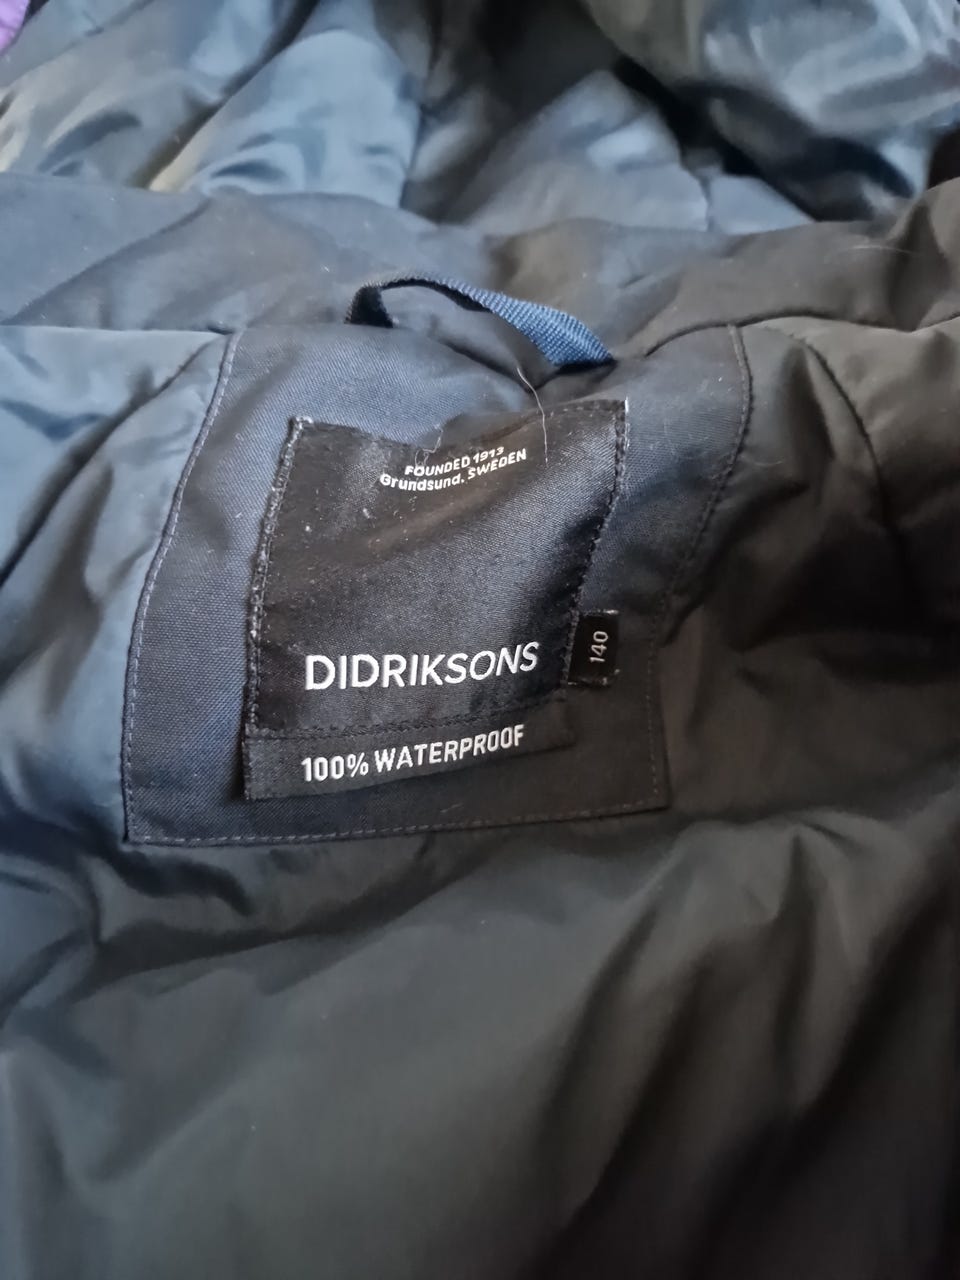 FOUNDED 1913
Grundsund, SWEDEN
DIDRIKSONS
140
100% WATERPROOF